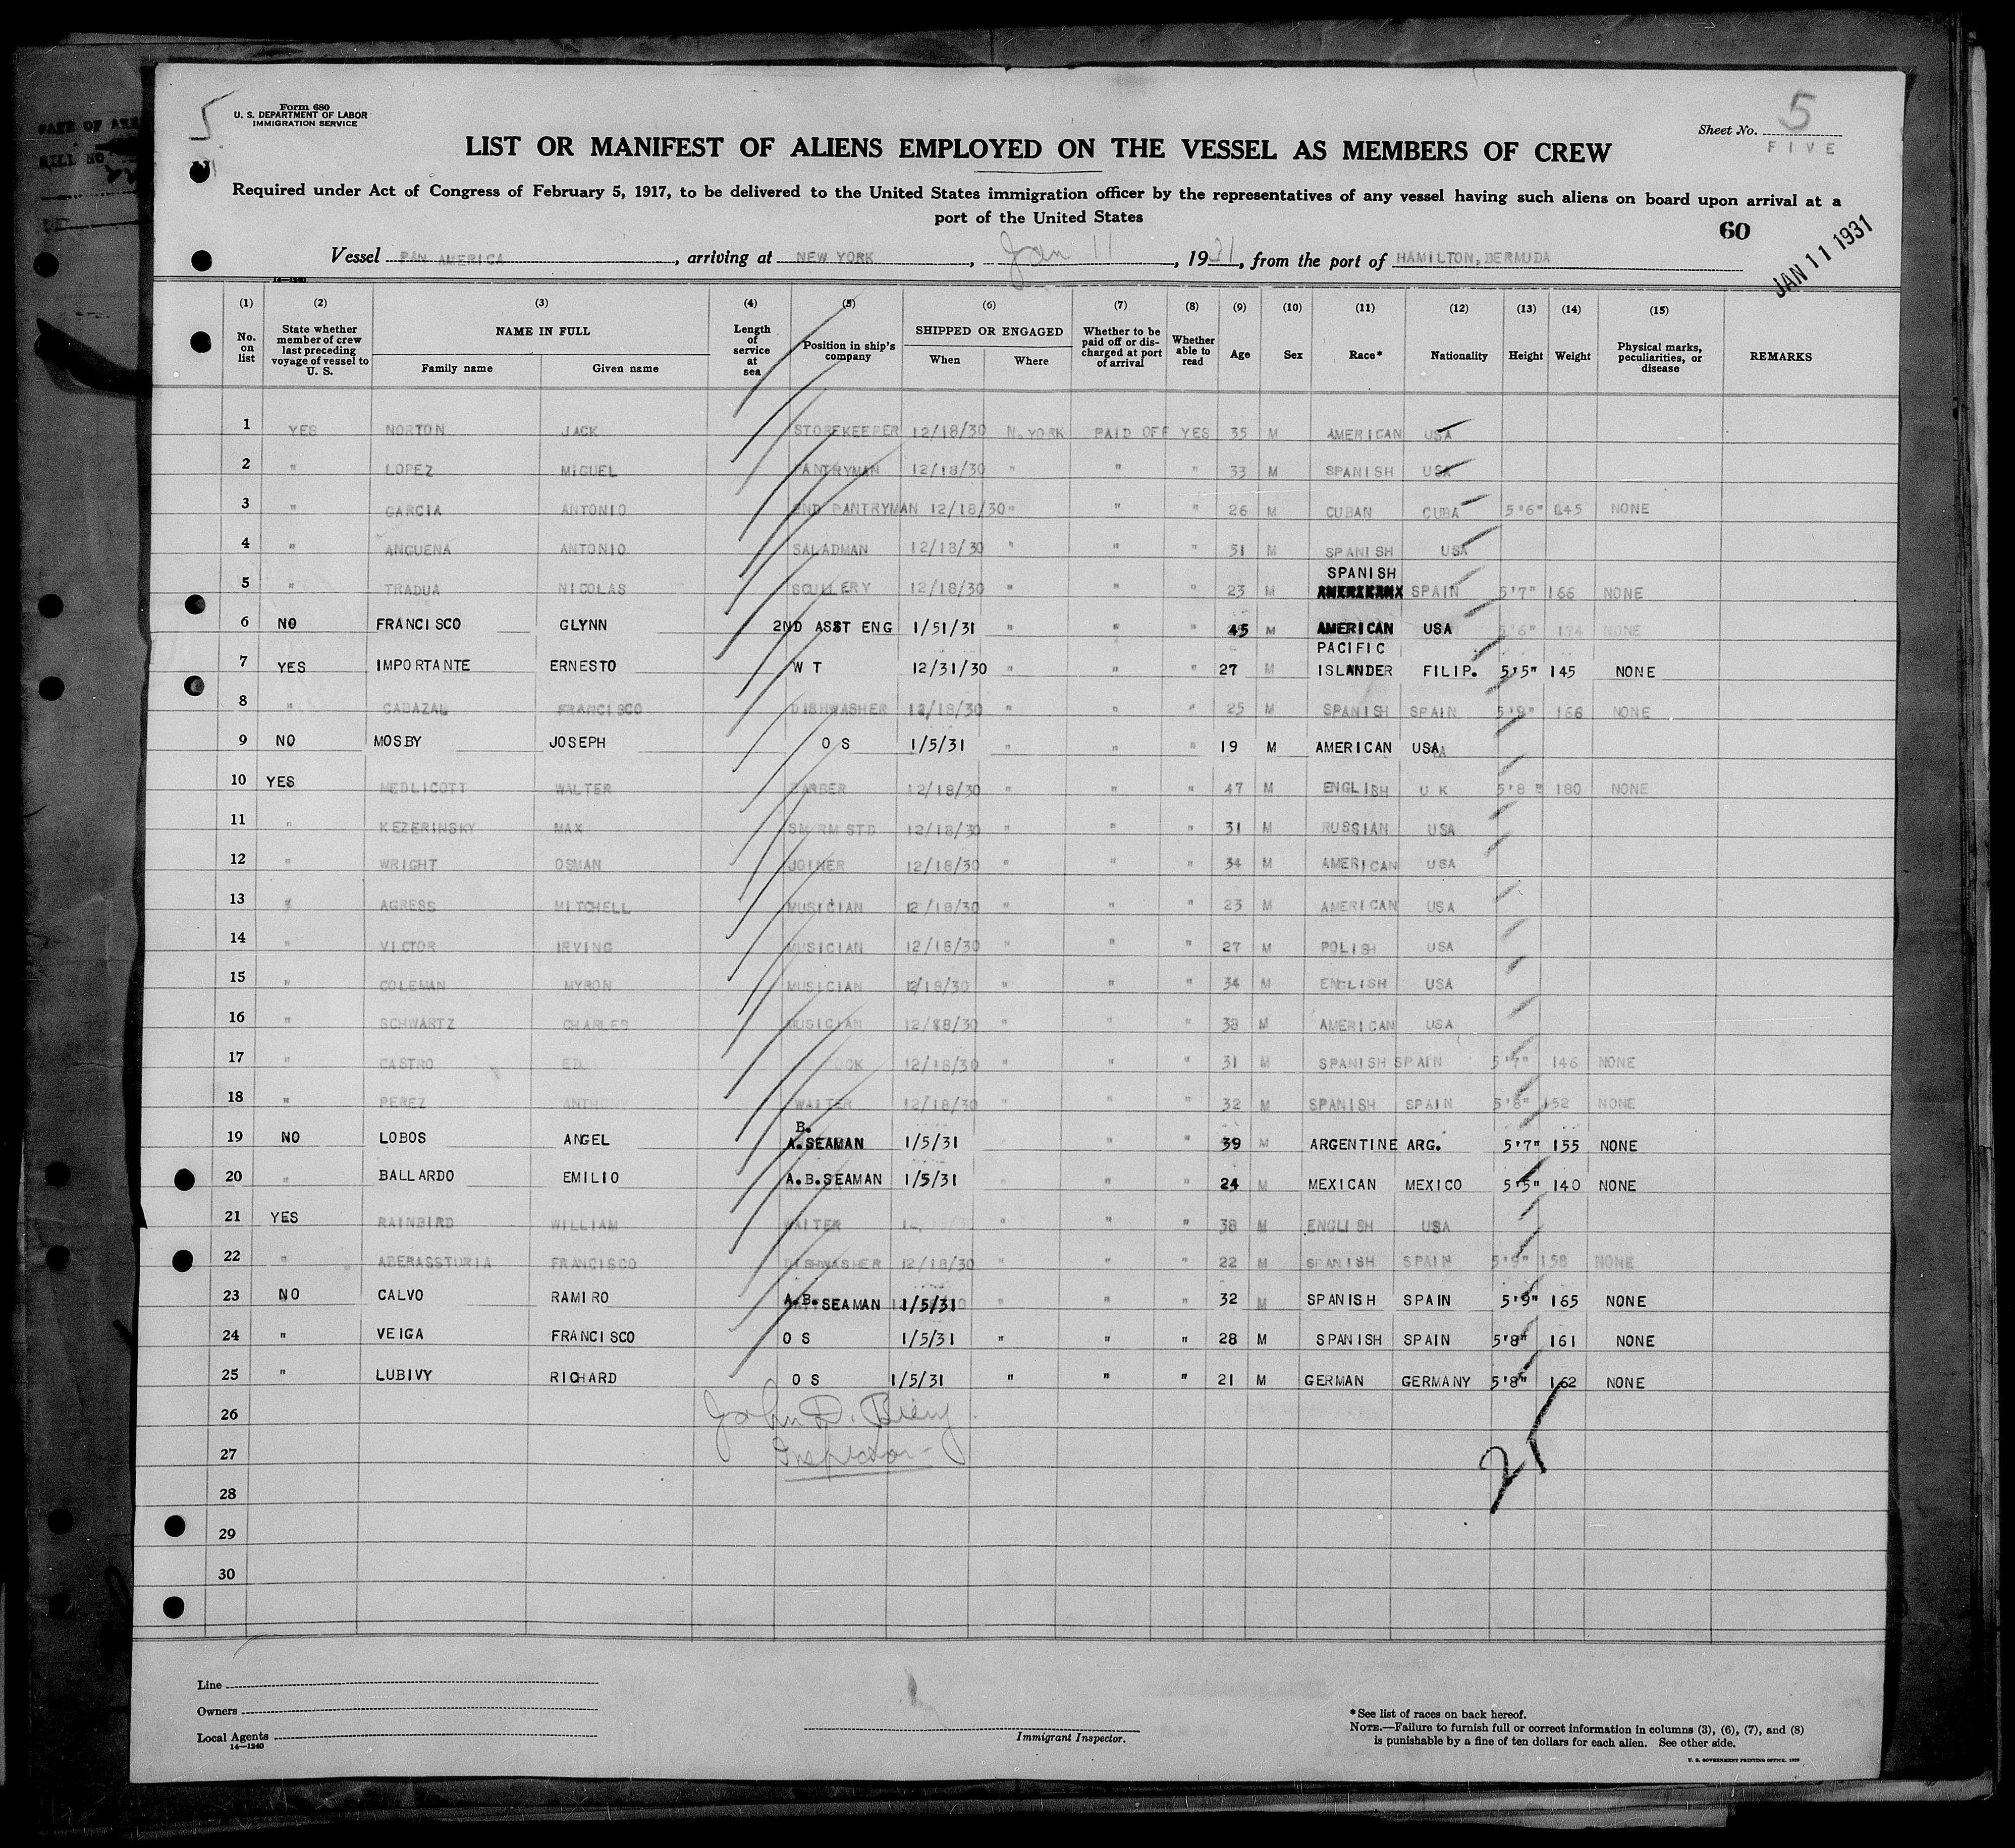 5
Form 680
U. S. DEPARTMENT OF LABOR
IMMIGRATION SERVICE
Sheet No. 5
FIVE
LIST OR MANIFEST OF ALIENS EMPLOYED ON THE VESSEL AS MEMBERS OF CREW
Required under Act of Congress of February 5, 1917, to be delivered to the United States immigration officer by the representatives of any vessel having such aliens on board upon arrival at a
port of the United States
60
JAN 11 1931
Vessel PAN AMERICA, arriving at NEW YORK, Jan 11, 1931, from the port of HAMILTON, BERMUDA
14—1240
(1) (2) (3) (4) (5) (6) (7) (8) (9) (10) (11) (12) (13) (14) (15)
No. on list State whether member of crew last preceding voyage of vessel to U. S. NAME IN FULL Family name Given name Length of service at sea Position in ship's company SHIPPED OR ENGAGED When Where Whether to be paid off or discharged at port of arrival Whether able to read Age Sex Race* Nationality Height Weight Physical marks, peculiarities, or disease REMARKS
1 YES NORTON JACK STOREKEEPER 12/18/30 N.YORK PAID OFF YES 35 M AMERICAN USA
2 " LOPEZ MIGUEL PANTRYMAN 12/18/30 " " " 33 M SPANISH USA
3 " GARCIA ANTONIO 2ND PANTRYMAN 12/18/30 " " " 26 M CUBAN CUBA 5'6" 145 NONE
4 " ANGUENA ANTONIO SALADMAN 12/18/30 " " " 51 M SPANISH USA
5 " TRADUA NICOLAS SCULLERY 12/18/30 " " " 23 M SPANISH SPAIN 5'7" 166 NONE
6 NO FRANCISCO GLYNN 2ND ASST ENG 1/51/31 " " " 45 M AMERICAN USA 5'6" 174 NONE
7 YES IMPORTANTE ERNESTO W T 12/31/30 " " " 27 M PACIFIC ISLANDER FILIP. 5'5" 145 NONE
8 " CABAZAL FRANCISCO DISHWASHER 12/18/30 " " " 25 M SPANISH SPAIN 5'9" 166 NONE
9 NO MOSBY JOSEPH O S 1/5/31 " " " 19 M AMERICAN USA
10 YES MEDLICOTT WALTER BARBER 12/18/30 " " " 47 M ENGLISH U K 5'8" 180 NONE
11 " KEZERINSKY MAX SM RM STD 12/18/30 " " " 31 M RUSSIAN USA
12 " WRIGHT OSMAN JOINER 12/18/30 " " " 34 M AMERICAN USA
13 " AGRESS MITCHELL MUSICIAN 12/18/30 " " " 23 M AMERICAN USA
14 " VICTOR IRVING MUSICIAN 12/18/30 " " " 27 M POLISH USA
15 " COLEMAN MYRON MUSICIAN 12/18/30 " " " 34 M ENGLISH USA
16 " SCHWARTZ CHARLES MUSICIAN 12/18/30 " " " 38 M AMERICAN USA
17 " CASTRO ED 12/18/30 " " " 31 M SPANISH SPAIN 5'7" 146 NONE
18 " PEREZ ANTHONY WAITER 12/18/30 " " " 32 M SPANISH SPAIN 5'8" 152 NONE
19 NO LOBOS ANGEL A.B.SEAMAN 1/5/31 " " 39 M ARGENTINE ARG. 5'7" 155 NONE
20 " BALLARDO EMILIO A.B.SEAMAN 1/5/31 " " " 24 M MEXICAN MEXICO 5'5" 140 NONE
21 YES RAINBIRD WILLIAM WAITER " " " 38 M ENGLISH USA
22 " ABERASSTURIA FRANCISCO DISHWASHER 12/18/30 " " " 22 M SPANISH SPAIN 5'9" 158 NONE
23 NO CALVO RAMIRO A.B. SEAMAN 1/5/31 " " " 32 M SPANISH SPAIN 5'9" 165 NONE
24 " VEIGA FRANCISCO O S 1/5/31 " " " 28 M SPANISH SPAIN 5'8" 161 NONE
25 " LUBIVY RICHARD O S 1/5/31 " " " 21 M GERMAN GERMANY 5'8" 162 NONE
26
27
28
29
30
John D.
Inspector
25
Line
Owners
Local Agents
14—1240
Immigrant Inspector.
*See list of races on back hereof.
NOTE.—Failure to furnish full or correct information in columns (3), (6), (7), and (8)
is punishable by a fine of ten dollars for each alien. See other side.
U. S. GOVERNMENT PRINTING OFFICE. 1929